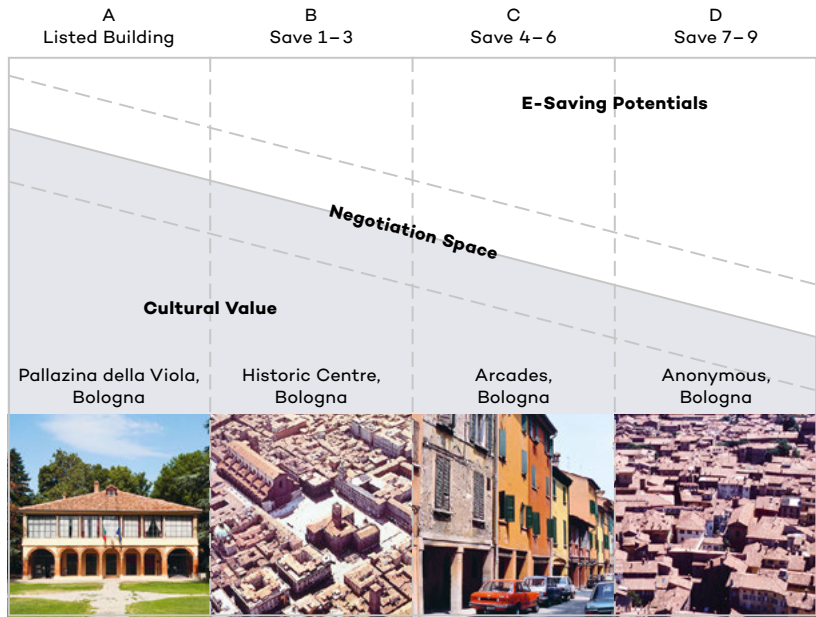 A
Listed Building
B
Save 1–3
C
Save 4–6
D
Save 7–9
E-Saving Potentials
Negotiation Space
Cultural Value
Pallazina della Viola,
Bologna
Historic Centre,
Bologna
Arcades,
Bologna
Anonymous,
Bologna